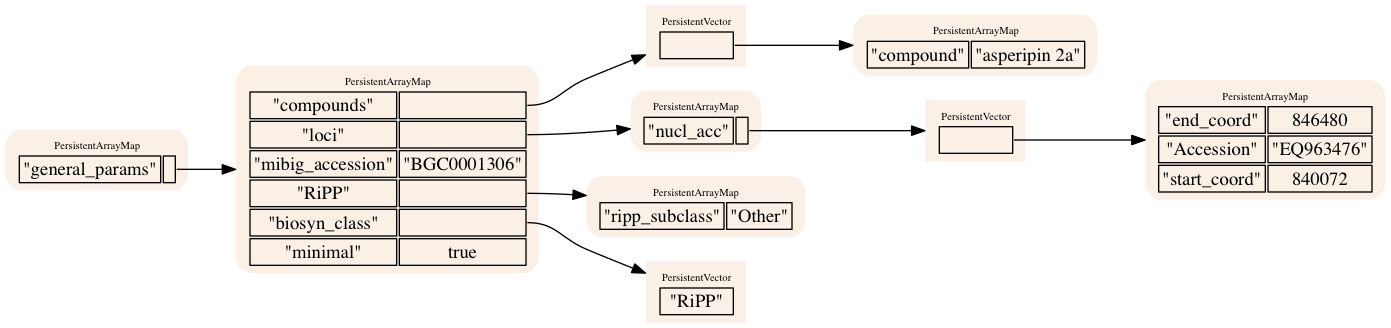 PersistentArrayMap
"general_params"
PersistentArrayMap
"compounds"
"loci"
"mibig_accession" "BGC0001306"
"RiPP"
"biosyn_class"
"minimal" true
PersistentVector
PersistentArrayMap
"compound" "asperipin 2a"
PersistentArrayMap
"nucl_acc"
PersistentVector
PersistentArrayMap
"end_coord" 846480
"Accession" "EQ963476"
"start_coord" 840072
PersistentArrayMap
"ripp_subclass" "Other"
PersistentVector
"RiPP"